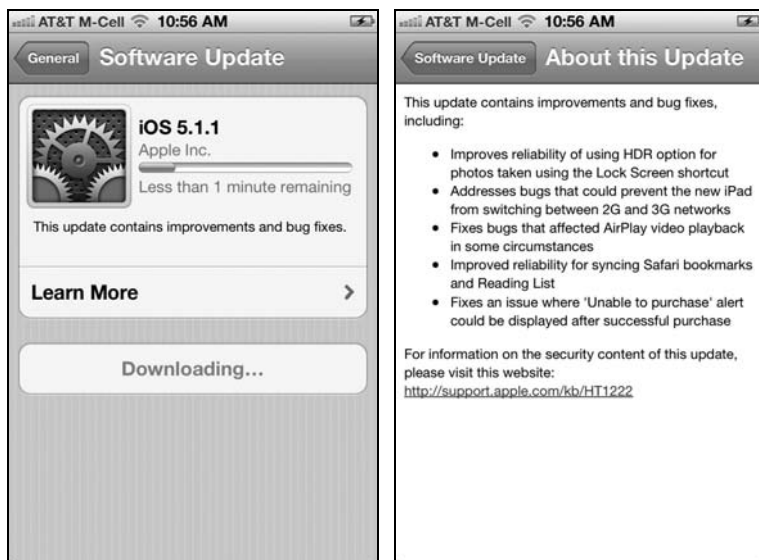 AT&T M-Cell 10:56 AM
General Software Update
iOS 5.1.1
Apple Inc.
Less than 1 minute remaining
This update contains improvements and bug fixes.
Learn More
Downloading...
AT&T M-Cell 10:56 AM
Software Update About this Update
This update contains improvements and bug fixes,
including:
• Improves reliability of using HDR option for
photos taken using the Lock Screen shortcut
• Addresses bugs that could prevent the new iPad
from switching between 2G and 3G networks
• Fixes bugs that affected AirPlay video playback
in some circumstances
• Improved reliability for syncing Safari bookmarks
and Reading List
• Fixes an issue where 'Unable to purchase' alert
could be displayed after successful purchase
For information on the security content of this update,
please visit this website:
http://support.apple.com/kb/HT1222